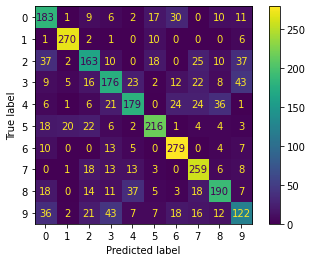 0 183 1 9 6 2 17 30 0 10 11
1 1 270 2 1 0 10 0 0 0 6
2 37 2 163 10 0 18 0 25 10 37
3 9 5 16 176 23 2 12 22 8 43
4 6 1 6 21 179 0 24 24 36 1
5 18 20 22 6 2 216 1 4 4 3
6 10 0 0 13 5 0 279 0 4 7
7 0 1 18 13 13 3 0 259 6 8
8 18 0 14 11 37 5 3 18 190 7
9 36 2 21 43 7 7 18 16 12 122
0 1 2 3 4 5 6 7 8 9
Predicted label
True label
250
200
150
100
50
0